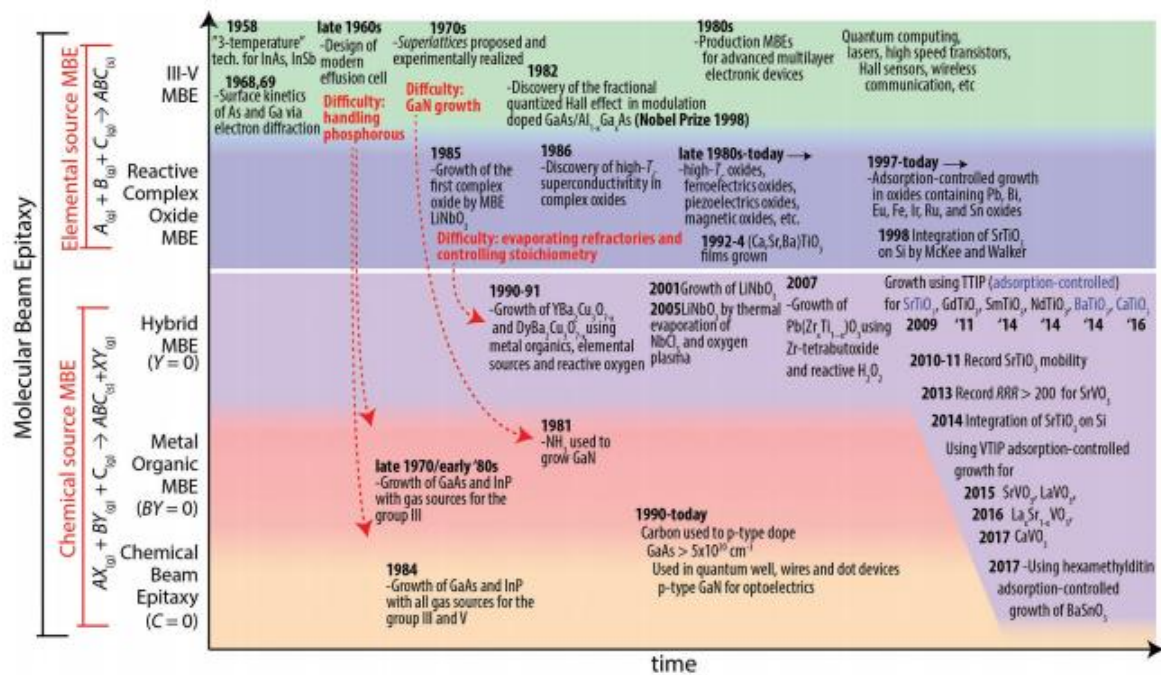 Molecular Beam Epitaxy
Elemental source MBE
A(g) + B(g) + C(g) → ABC(s)
Chemical source MBE
AX(g) + BY(g) + C(g) → ABC(s)+XY(g)
III-V
MBE
Reactive
Complex
Oxide
MBE
Hybrid
MBE
(Y = 0)
Metal
Organic
MBE
(BY = 0)
Chemical
Beam
Epitaxy
(C = 0)
1958
"3-temperature"
tech. for InAs, InSb
1968,69
-Surface kinetics
of As and Ga via
electron diffraction
late 1960s
-Design of
modern
effusion cell
Difficulty:
handling
phosphorous
1970s
-Superlattices proposed and
experimentally realized
Difficulty:
GaN growth
1982
-Discovery of the fractional
quantized Hall effect in modulation
doped GaAs/Al1-xGaxAs (Nobel Prize 1998)
1980s
-Production MBEs
for advanced multilayer
electronic devices
Quantum computing,
lasers, high speed transistors,
Hall sensors, wireless
communication, etc
1985
-Growth of the
first complex
oxide by MBE
LiNbO3
1986
-Discovery of high-Tc
superconductivity in
complex oxides
late 1980s-today →
-high-Tc oxides,
ferroelectrics oxides,
piezoelectrics oxides,
magnetic oxides, etc.
1992-4 (Ca,Sr,Ba)TiO3
films grown
1997-today →
-Adsorption-controlled growth
in oxides containing Pb, Bi,
Eu, Fe, Ir, Ru, and Sn oxides
1998 Integration of SrTiO3
on Si by McKee and Walker
Difficulty: evaporating refractories and
controlling stoichiometry
1990-91
-Growth of YBa2Cu3O7-x
and DyBa2Cu3O7-x using
metal organics, elemental
sources and reactive oxygen
2001 Growth of LiNbO3
2005 LiNbO3 by thermal
evaporation of
NbCl5 and oxygen
plasma
2007
-Growth of
Pb(ZrxTi1-x)O3 using
Zr-tetrabutoxide
and reactive H2O2
Growth using TTIP (adsorption-controlled)
for SrTiO3, GdTiO3, SmTiO3, NdTiO3, BaTiO3, CaTiO3
2009 '11 '14 '14 '14 '16
2010-11 Record SrTiO3 mobility
2013 Record RRR > 200 for SrVO3
2014 Integration of SrTiO3 on Si
Using VTIP adsorption-controlled
growth for
2015 SrVO3, LaVO3,
2016 LaxSr1-xVO3,
2017 CaVO3
2017 -Using hexamethylditin
adsorption-controlled
growth of BaSnO3
1981
-NH3 used to
grow GaN
late 1970/early '80s
-Growth of GaAs and InP
with gas sources for the
group III
1984
-Growth of GaAs and InP
with all gas sources for the
group III and V
1990-today
Carbon used to p-type dope
GaAs > 5x10
Used in quantum well, wires and dot devices
p-type GaN for optoelectrics
time